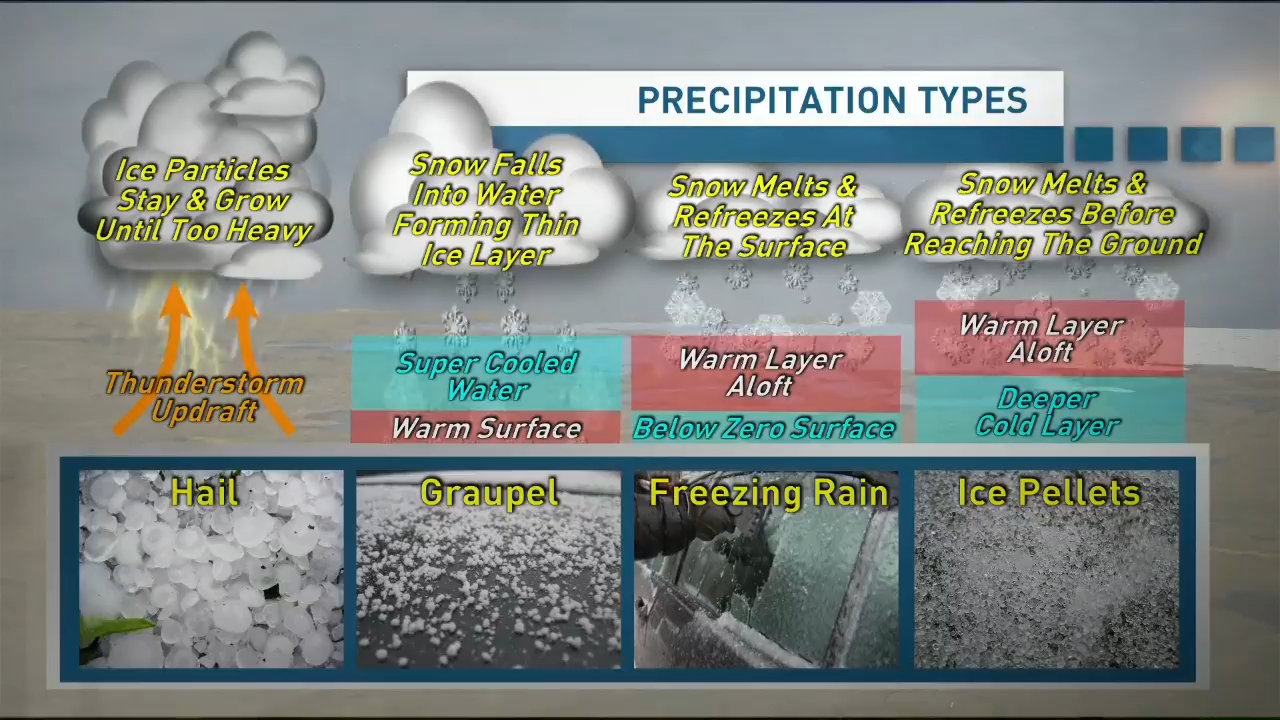 PRECIPITATION TYPES
Ice Particles
Stay & Grow
Until Too Heavy
Thunderstorm
Updraft
Hail
Snow Falls
Into Water
Forming Thin
Ice Layer
Super Cooled
Water
Warm Surface
Graupel
Snow Melts &
Refreezes At
The Surface
Warm Layer
Aloft
Below Zero Surface
Freezing Rain
Snow Melts &
Refreezes Before
Reaching The Ground
Warm Layer
Aloft
Deeper
Cold Layer
Ice Pellets